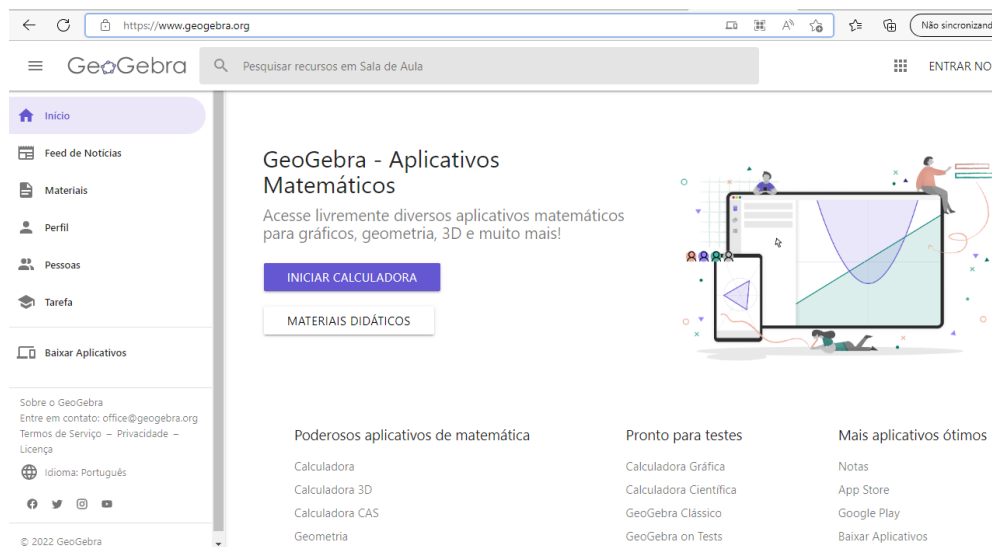 https://www.geogebra.org
Não sincronizand
GeoGebra
Pesquisar recursos em Sala de Aula
ENTRAR NO
Início
Feed de Notícias
Materiais
Perfil
Pessoas
Tarefa
Baixar Aplicativos
Sobre o GeoGebra
Entre em contato: office@geogebra.org
Termos de Serviço – Privacidade –
Licença
Idioma: Português
© 2022 GeoGebra
GeoGebra - Aplicativos
Matemáticos
Acesse livremente diversos aplicativos matemáticos
para gráficos, geometria, 3D e muito mais!
INICIAR CALCULADORA
MATERIAIS DIDÁTICOS
Poderosos aplicativos de matemática
Calculadora
Calculadora 3D
Calculadora CAS
Geometria
Pronto para testes
Calculadora Gráfica
Calculadora Científica
GeoGebra Clássico
GeoGebra on Tests
Mais aplicativos ótimos
Notas
App Store
Google Play
Baixar Aplicativos